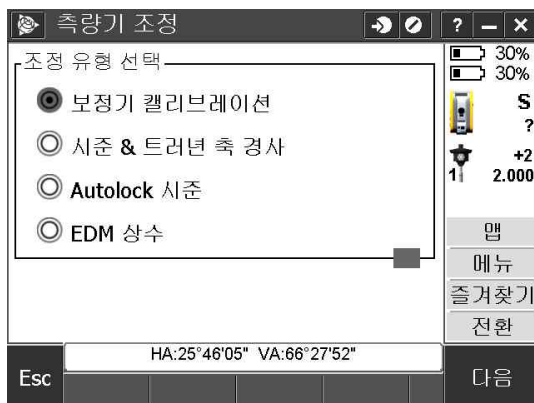 측량기 조정
? — ×
조정 유형 선택
보정기 캘리브레이션
시준 & 트러년 축 경사
Autolock 시준
EDM 상수
30%
30%
S
?
+2
1 2.000
맵
메뉴
즐겨찾기
전환
HA:25°46'05" VA:66°27'52"
Esc
다음